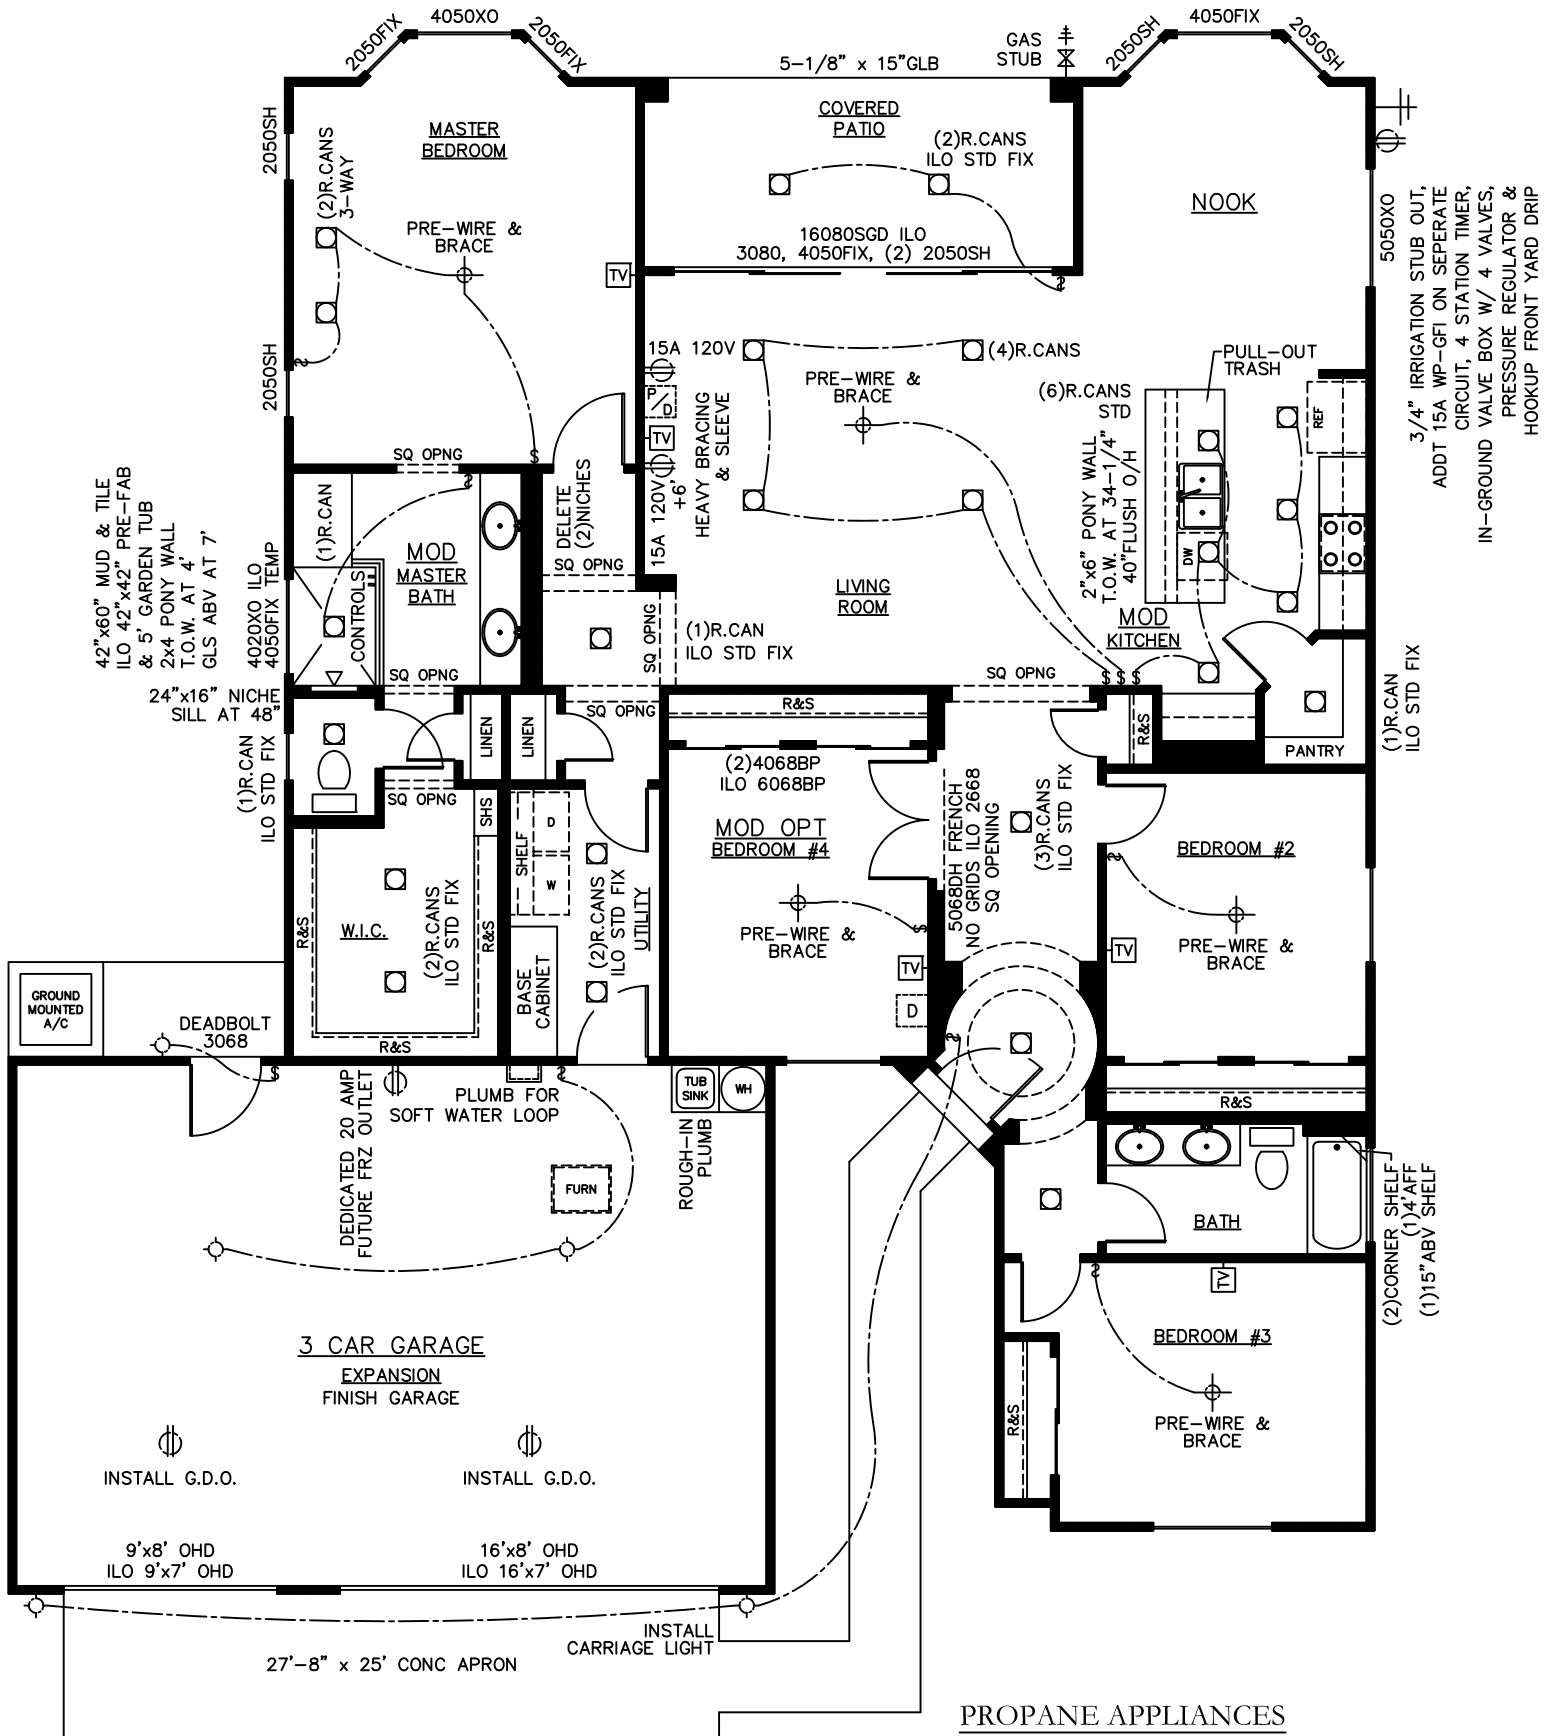 4050XO
2050FIX
2050FIX
GAS
STUB
4050FIX
2050SH
2050SH
5-1/8" x 15"GLB
2050SH
(2)R.CANS
3-WAY
MASTER
BEDROOM
COVERED
PATIO
(2)R.CANS
ILO STD FIX
NOOK
PRE-WIRE &
BRACE
TV
16080SGD ILO
3080, 4050FIX, (2) 2050SH
5050XO
3/4" IRRIGATION STUB OUT,
ADDT 15A WP-GFI ON SEPERATE
CIRCUIT, 4 STATION TIMER,
IN-GROUND VALVE BOX W/ 4 VALVES,
PRESSURE REGULATOR &
HOOKUP FRONT YARD DRIP
2050SH
15A 120V
P/D
TV
15A 120V
+6'
HEAVY BRACING
& SLEEVE
(4)R.CANS
PRE-WIRE &
BRACE
PULL-OUT
TRASH
(6)R.CANS
STD
REF
2"x6" PONY WALL
T.O.W. AT 34-1/4"
40"FLUSH O/H
DW
SQ OPNG
DELETE
(2)NICHES
SQ OPNG
42"x60" MUD & TILE
ILO 42"x42" PRE-FAB
& 5' GARDEN TUB
2x4 PONY WALL
T.O.W. AT 4'
GLS ABV AT 7'
4020XO ILO
4050FIX TEMP
(1)R.CAN
CONTROLS
MOD
MASTER
BATH
LIVING
ROOM
MOD
KITCHEN
SQ OPNG
(1)R.CAN
ILO STD FIX
24"x16" NICHE
SILL AT 48"
SQ OPNG
SQ OPNG
SQ OPNG
R&S
R&S
PANTRY
(1)R.CAN
ILO STD FIX
(1)R.CAN
ILO STD FIX
LINEN
LINEN
SQ OPNG
(2)4068BP
ILO 6068BP
SHS
SHELF
D
W
MOD OPT
BEDROOM #4
5068DH FRENCH
NO GRIDS ILO 2668
SQ OPENING
(3)R.CANS
ILO STD FIX
BEDROOM #2
R&S
W.I.C.
(2)R.CANS
ILO STD FIX
R&S
R&S
BASE
CABINET
(2)R.CANS
ILO STD FIX
UTILITY
PRE-WIRE &
BRACE
TV
D
TV
PRE-WIRE &
BRACE
GROUND
MOUNTED
A/C
DEADBOLT
3068
DEDICATED 20 AMP
FUTURE FRZ OUTLET
PLUMB FOR
SOFT WATER LOOP
TUB
SINK
WH
ROUGH-IN
PLUMB
R&S
FURN
BATH
(2)CORNER SHELF
(1)4'AFF
(1)15"ABV SHELF
TV
3 CAR GARAGE
EXPANSION
FINISH GARAGE
BEDROOM #3
R&S
PRE-WIRE &
BRACE
INSTALL G.D.O.
INSTALL G.D.O.
9'x8' OHD
ILO 9'x7' OHD
16'x8' OHD
ILO 16'x7' OHD
INSTALL
CARRIAGE LIGHT
27'-8" x 25' CONC APRON
PROPANE APPLIANCES